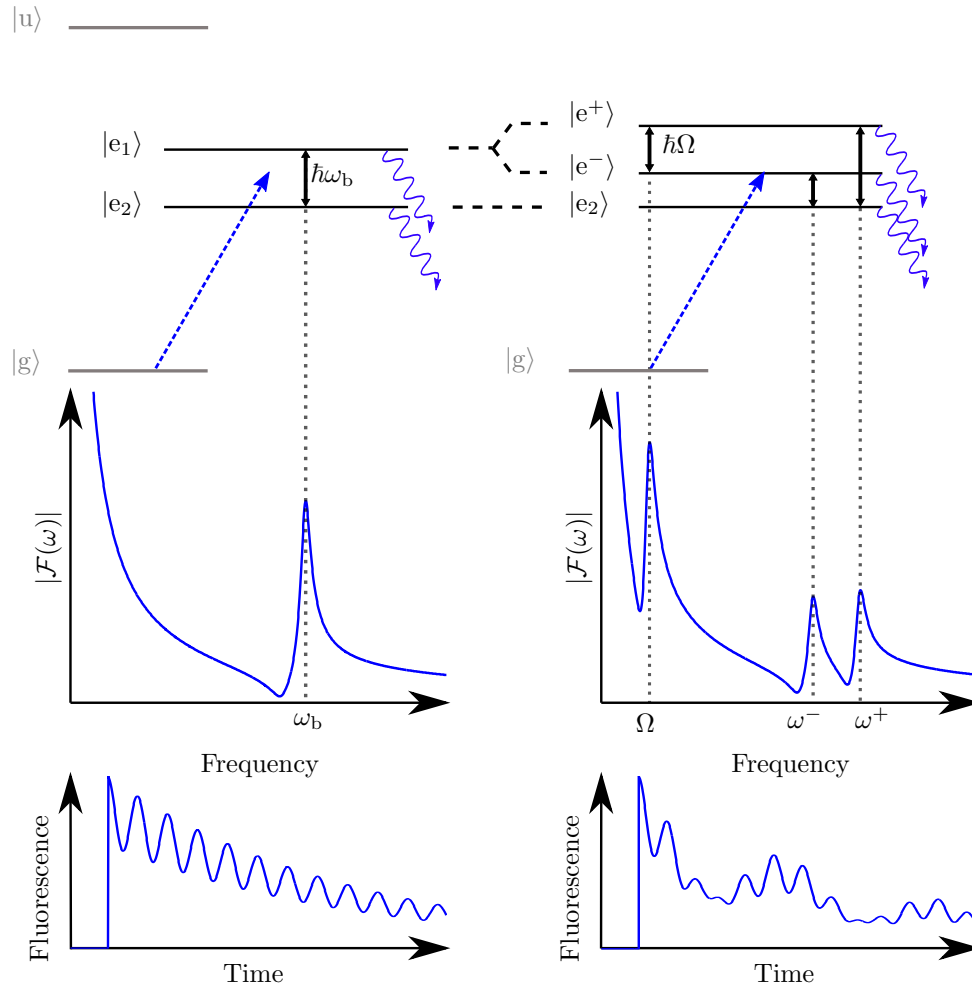 |u⟩
|e₁⟩
ħω_b
|e₂⟩
|g⟩
|e⁺⟩
ħΩ
|e⁻⟩
|e₂⟩
|g⟩
|𝓕(ω)|
ω_b
Frequency
|𝓕(ω)|
Ω
ω⁻
ω⁺
Frequency
Fluorescence
Time
Fluorescence
Time